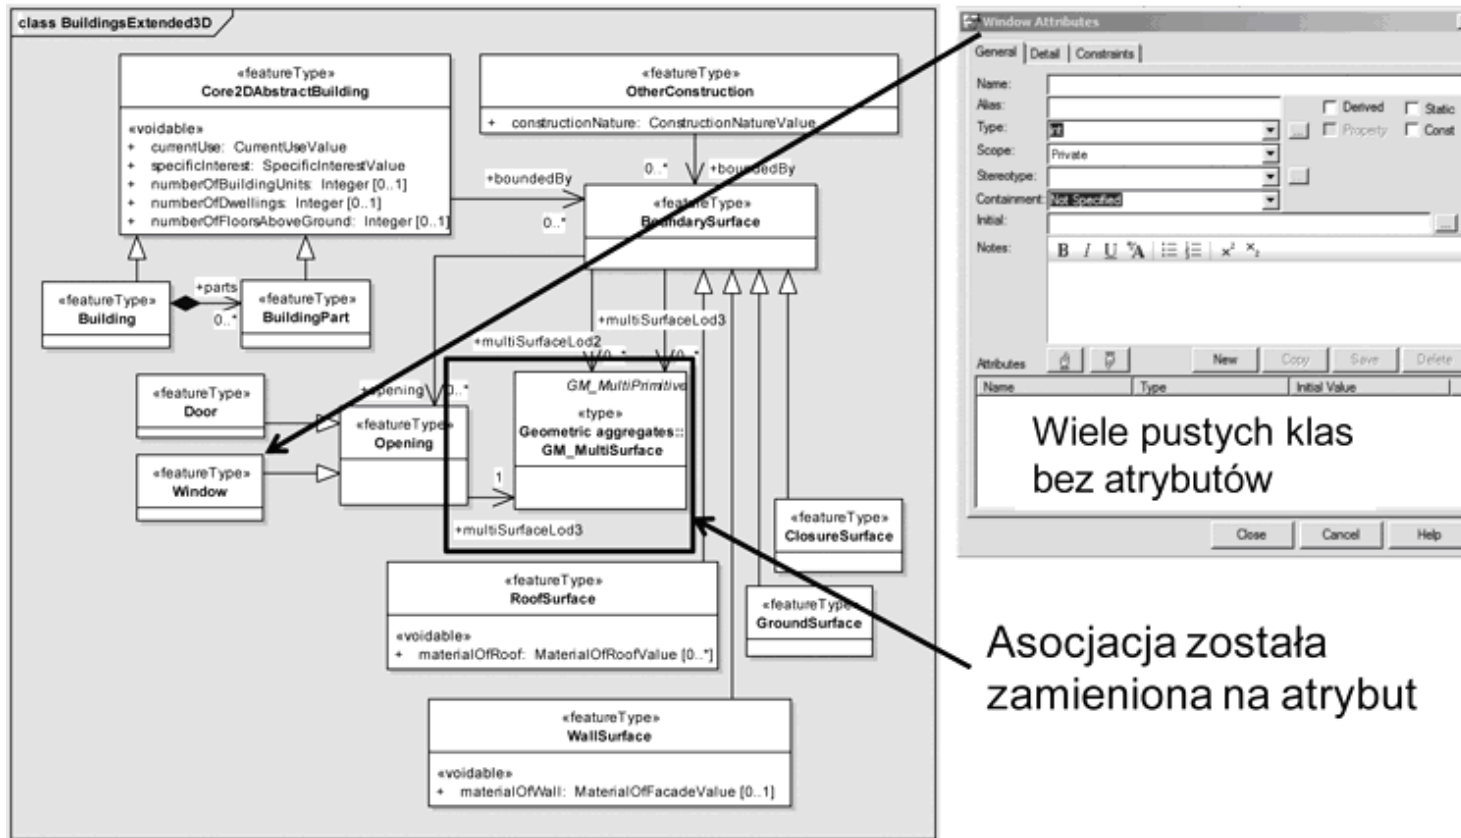 class BuildingsExtended3D
«featureType»
Core2DAbstractBuilding
«voidable»
+ currentUse: CurrentUseValue
+ specificInterest: SpecificInterestValue
+ numberOfBuildingUnits: Integer [0..1]
+ numberOfDwellings: Integer [0..1]
+ numberOfFloorsAboveGround: Integer [0..1]
«featureType»
OtherConstruction
+ constructionNature: ConstructionNatureValue
+boundedBy
0..*
0..*
+boundedBy
«featureType»
BoundarySurface
«featureType»
Building
+parts
0..*
«featureType»
BuildingPart
+multiSurfaceLod3
+multiSurfaceLod2
0..*
0..*
«featureType»
Door
+opening
0..*
«featureType»
Opening
«featureType»
Window
GM_MultiPrimitive
«type»
Geometric aggregates::
GM_MultiSurface
1
+multiSurfaceLod3
«featureType»
ClosureSurface
«featureType»
RoofSurface
«voidable»
+ materialOfRoof: MaterialOfRoofValue [0..*]
«featureType»
GroundSurface
«featureType»
WallSurface
«voidable»
+ materialOfWall: MaterialOfFacadeValue [0..1]
Window Attributes
General Detail Constraints
Name:
Alias:
Derived Static
Type: int
... Property Const
Scope: Private
Stereotype:
...
Containment: Not Specified
Initial:
...
Notes:
B I U A x² x₂
Attributes
New Copy Save Delete
Name Type Initial Value
Wiele pustych klas
bez atrybutów
Close Cancel Help
Asocjacja została
zamieniona na atrybut